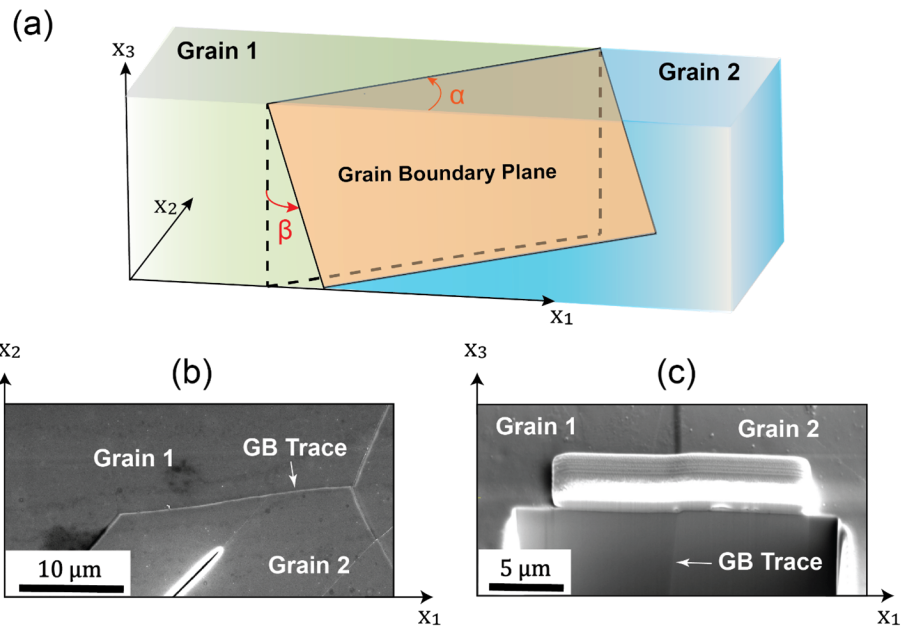 (a)
Grain 1
Grain 2
x₃
α
Grain Boundary Plane
x₂
β
x₁
x₂
(b)
x₃
(c)
Grain 1
GB Trace
Grain 2
10 μm
x₁
Grain 1
Grain 2
GB Trace
5 μm
x₁